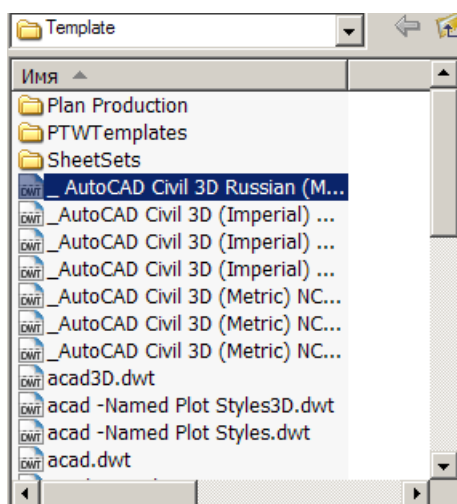 Template
Имя
Plan Production
PTWTemplates
SheetSets
_ AutoCAD Civil 3D Russian (M...
_AutoCAD Civil 3D (Imperial) ...
_AutoCAD Civil 3D (Imperial) ...
_AutoCAD Civil 3D (Imperial) ...
_AutoCAD Civil 3D (Metric) NC...
_AutoCAD Civil 3D (Metric) NC...
_AutoCAD Civil 3D (Metric) NC...
acad3D.dwt
acad -Named Plot Styles3D.dwt
acad -Named Plot Styles.dwt
acad.dwt